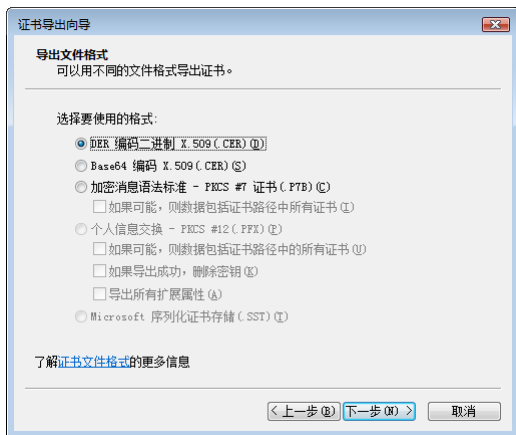 证书导出向导
导出文件格式
可以用不同的文件格式导出证书。
选择要使用的格式:
DER 编码二进制 X.509(.CER)(D)
Base64 编码 X.509(.CER)(S)
加密消息语法标准 - PKCS #7 证书(.P7B)(C)
如果可能，则数据包括证书路径中所有证书(I)
个人信息交换 - PKCS #12(.PFX)(P)
如果可能，则数据包括证书路径中的所有证书(U)
如果导出成功，删除密钥(K)
导出所有扩展属性(A)
Microsoft 序列化证书存储(.SST)(T)
了解证书文件格式的更多信息
< 上一步(B) 下一步(N) > 取消